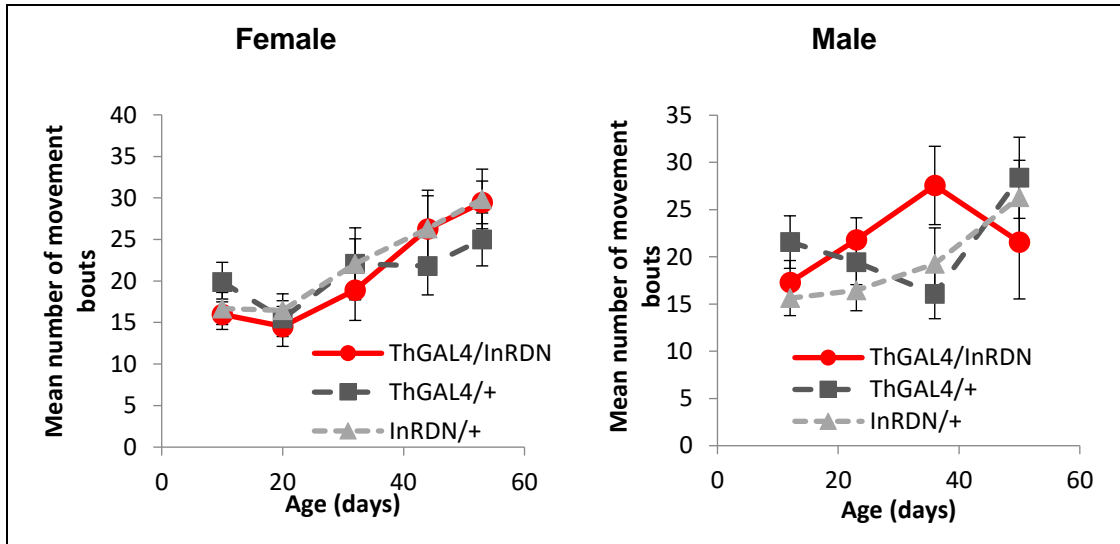 Female
Mean number of movement
bouts
40
35
30
25
20
15
10
5
0
ThGAL4/InRDN
ThGAL4/+
InRDN/+
0
20
40
60
Age (days)
Male
Mean number of movement
bouts
35
30
25
20
15
10
5
0
ThGAL4/InRDN
ThGAL4/+
InRDN/+
0
20
40
60
Age (days)